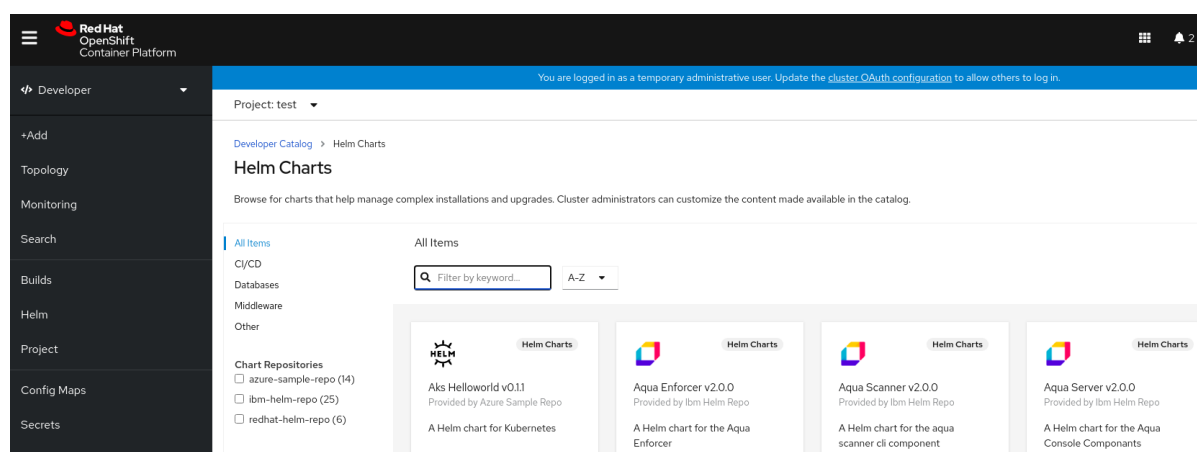 Red Hat
OpenShift
Container Platform
2
You are logged in as a temporary administrative user. Update the cluster OAuth configuration to allow others to log in.
Developer
Project: test
+Add
Topology
Monitoring
Search
Builds
Helm
Project
Config Maps
Secrets
Developer Catalog > Helm Charts
Helm Charts
Browse for charts that help manage complex installations and upgrades. Cluster administrators can customize the content made available in the catalog.
All Items
CI/CD
Databases
Middleware
Other
Chart Repositories
azure-sample-repo (14)
ibm-helm-repo (25)
redhat-helm-repo (6)
All Items
Filter by keyword...
A-Z
HELM
Helm Charts
Aks Helloworld v0.1.1
Provided by Azure Sample Repo
A Helm chart for Kubernetes
Helm Charts
Aqua Enforcer v2.0.0
Provided by Ibm Helm Repo
A Helm chart for the Aqua
Enforcer
Helm Charts
Aqua Scanner v2.0.0
Provided by Ibm Helm Repo
A Helm chart for the aqua
scanner cli component
Helm Charts
Aqua Server v2.0.0
Provided by Ibm Helm Repo
A Helm chart for the Aqua
Console Componants